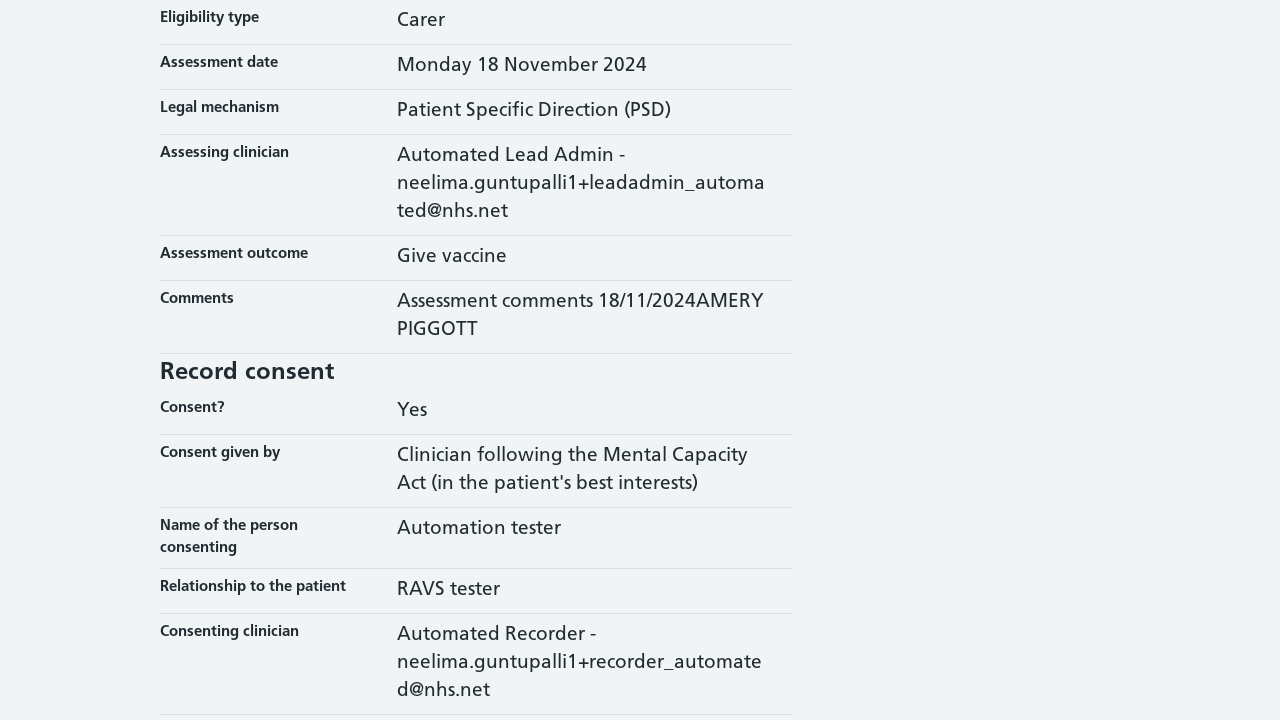 Eligibility type
Carer
Assessment date
Monday 18 November 2024
Legal mechanism
Patient Specific Direction (PSD)
Assessing clinician
Automated Lead Admin -
neelima.guntupalli1+leadadmin_automa
ted@nhs.net
Assessment outcome
Give vaccine
Comments
Assessment comments 18/11/2024AMERY
PIGGOTT
Record consent
Consent?
Yes
Consent given by
Clinician following the Mental Capacity
Act (in the patient's best interests)
Name of the person
consenting
Automation tester
Relationship to the patient
RAVS tester
Consenting clinician
Automated Recorder -
neelima.guntupalli1+recorder_automate
d@nhs.net